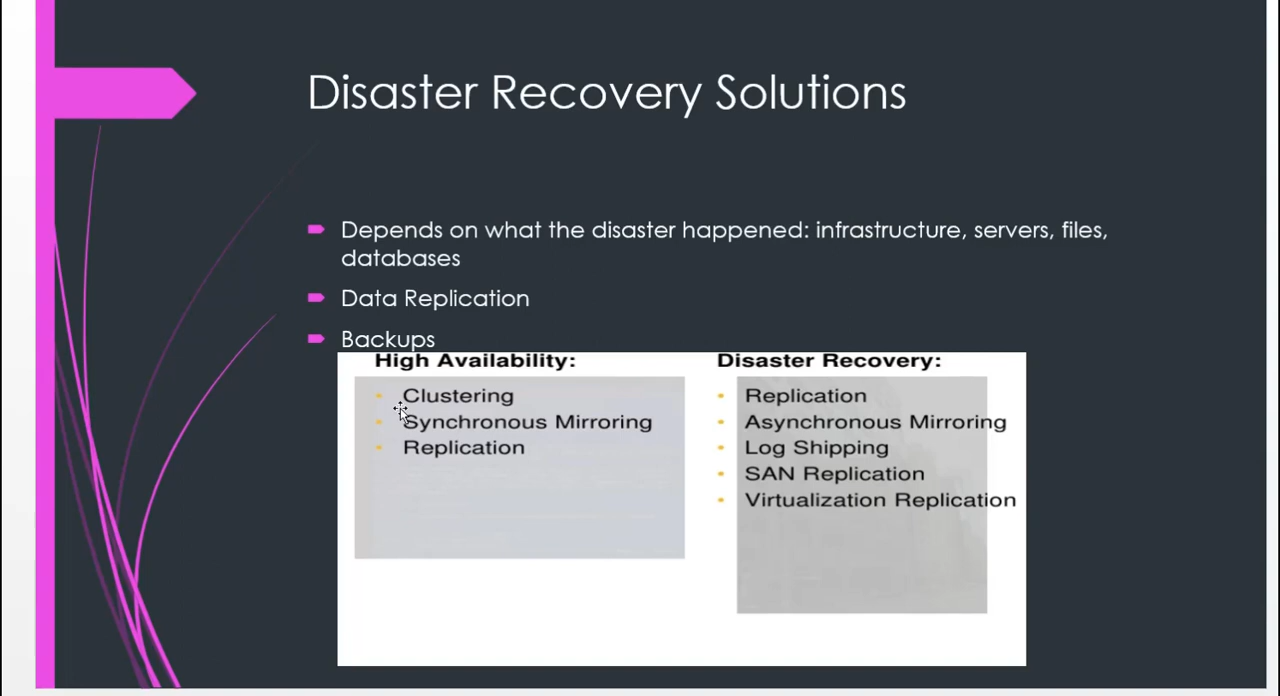 Disaster Recovery Solutions
Depends on what the disaster happened: infrastructure, servers, files,
databases
Data Replication
Backups
High Availability:
Clustering
Synchronous Mirroring
Replication
Disaster Recovery:
Replication
Asynchronous Mirroring
Log Shipping
SAN Replication
Virtualization Replication